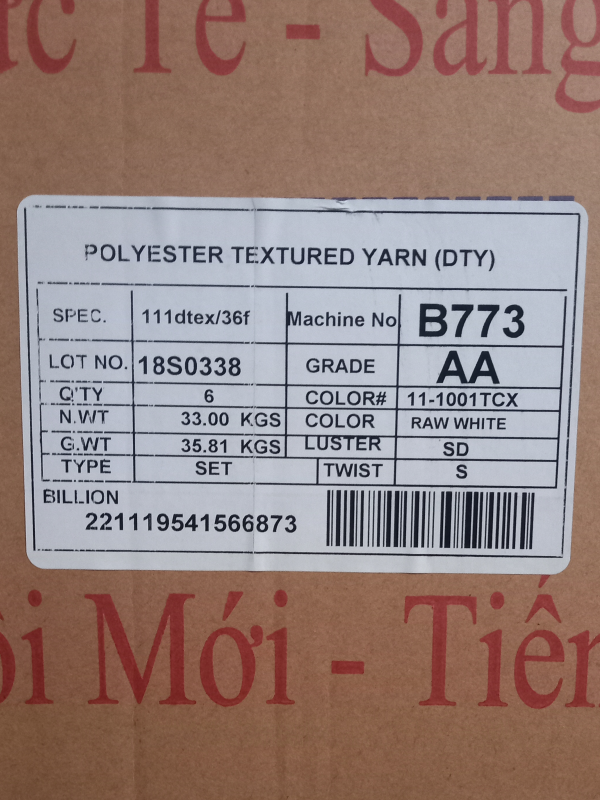 Tế - Sáng
POLYESTER TEXTURED YARN (DTY)
SPEC. 111dtex/36f Machine No B773
LOT NO. 18S0338 GRADE AA
Q'TY 6 COLOR# 11-1001TCX
N.WT 33.00 KGS COLOR RAW WHITE
G.WT 35.81 KGS LUSTER SD
TYPE SET TWIST S
BILLION
221119541566873
Mới - Tiến